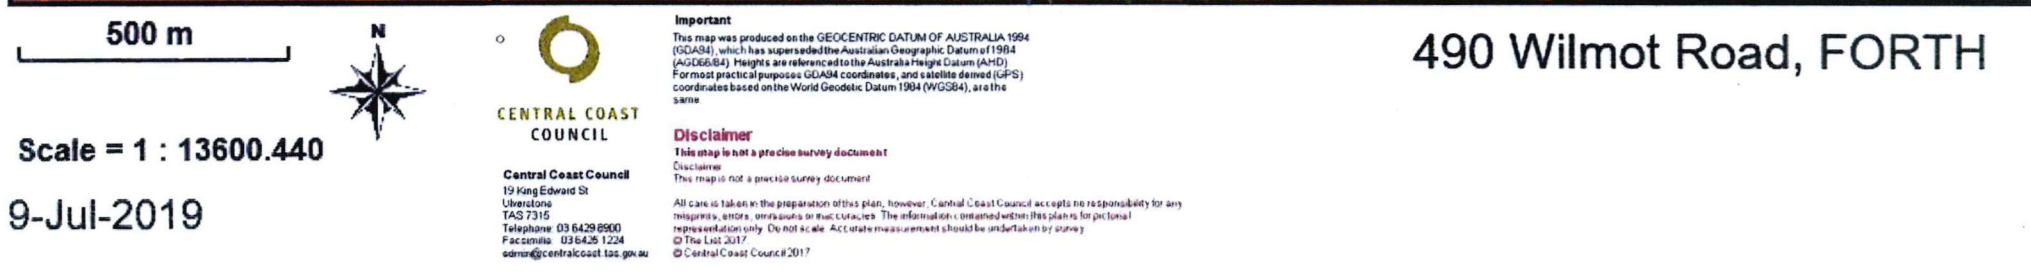 500 m
N
Scale = 1 : 13600.440
9-Jul-2019
CENTRAL COAST
COUNCIL
Central Coast Council
19 King Edward St
Ulverstone
TAS 7315
Telephone: 03 6429 8900
Facsimilie: 03 6425 1224
admin@centralcoast.tas.gov.au
Important
This map was produced on the GEOCENTRIC DATUM OF AUSTRALIA 1994
(GDA94), which has superseded the Australian Geographic Datum of 1984
(AGD66/84). Heights are referenced to the Australia Height Datum (AHD)
For most practical purposes GDA94 coordinates, and satellite derived (GPS)
coordinates based on the World Geodetic Datum 1984 (WGS84), are the
same.
Disclaimer
This map is not a precise survey document
Disclaimer
This map is not a precise survey document
All care is taken in the preparation of this plan, however, Central Coast Council accepts no responsibility for any
misprints, errors, omissions or inaccuracies. The information contained within this plan is for pictorial
representation only. Do not scale. Accurate measurement should be undertaken by survey
© The List 2017
© Central Coast Council 2017
490 Wilmot Road, FORTH